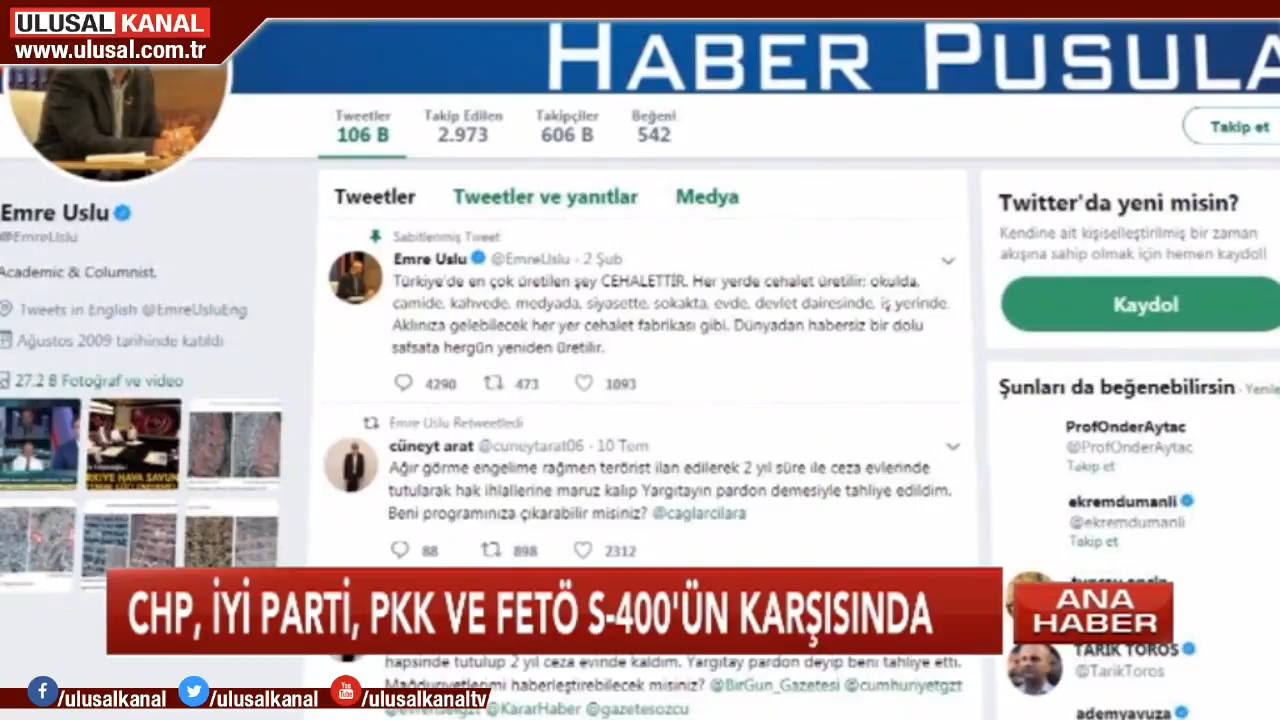 ULUSAL KANAL
www.ulusal.com.tr
HABER PUSULA
Tweetler
106 B
Takip Edilen
2.973
Takipçiler
606 B
Beğeni
542
Takip et
Emre Uslu
@EmreUslu
Academic & Columnist.
Tweets in English @EmreUsluEng
Ağustos 2009 tarihinde katıldı
27.2 B Fotoğraf ve video
Tweetler
Tweetler ve yanıtlar
Medya
Sabitlenmiş Tweet
Emre Uslu @EmreUslu · 2 Şub
Türkiye'de en çok üretilen şey CEHALETTİR. Her yerde cehalet üretilir: okulda,
camide, kahvede, medyada, siyasette, sokakta, evde, devlet dairesinde, iş yerinde.
Aklınıza gelebilecek her yer cehalet fabrikası gibi. Dünyadan habersiz bir dolu
safsata hergün yeniden üretilir.
4290 473 1093
Emre Uslu Retweetledi
cüneyt arat @cuneytarat06 · 10 Tem
Ağır görme engelime rağmen terörist ilan edilerek 2 yıl süre ile ceza evlerinde
tutularak hak ihlallerine maruz kalıp Yargıtayın pardon demesiyle tahliye edildim.
Beni programınıza çıkarabilir misiniz? @caglarcilara
88 898 2312
Twitter'da yeni misin?
Kendine ait kişiselleştirilmiş bir zaman
akışına sahip olmak için hemen kaydol!
Kaydol
Şunları da beğenebilirsin · Yenile
ProfOnderAytac
@ProfOnderAytac
Takip et
ekremdumanli
@ekremdumanli
Takip et
TARIK TOROS
@TarikToros
ademyavuza
CHP, İYİ PARTİ, PKK VE FETÖ S-400'ÜN KARŞISINDA
ANA
HABER
hapsinde tutulup 2 yıl ceza evinde kaldım. Yargıtay pardon deyip beni tahliye etti.
Mağduriyetlerimi haberleştirebilecek misiniz? @BirGun_Gazetesi @cumhuriyetgzt
@evrenselgzt @KararHaber @gazetesozcu
/ulusalkanal /ulusalkanal /ulusalkanaltv